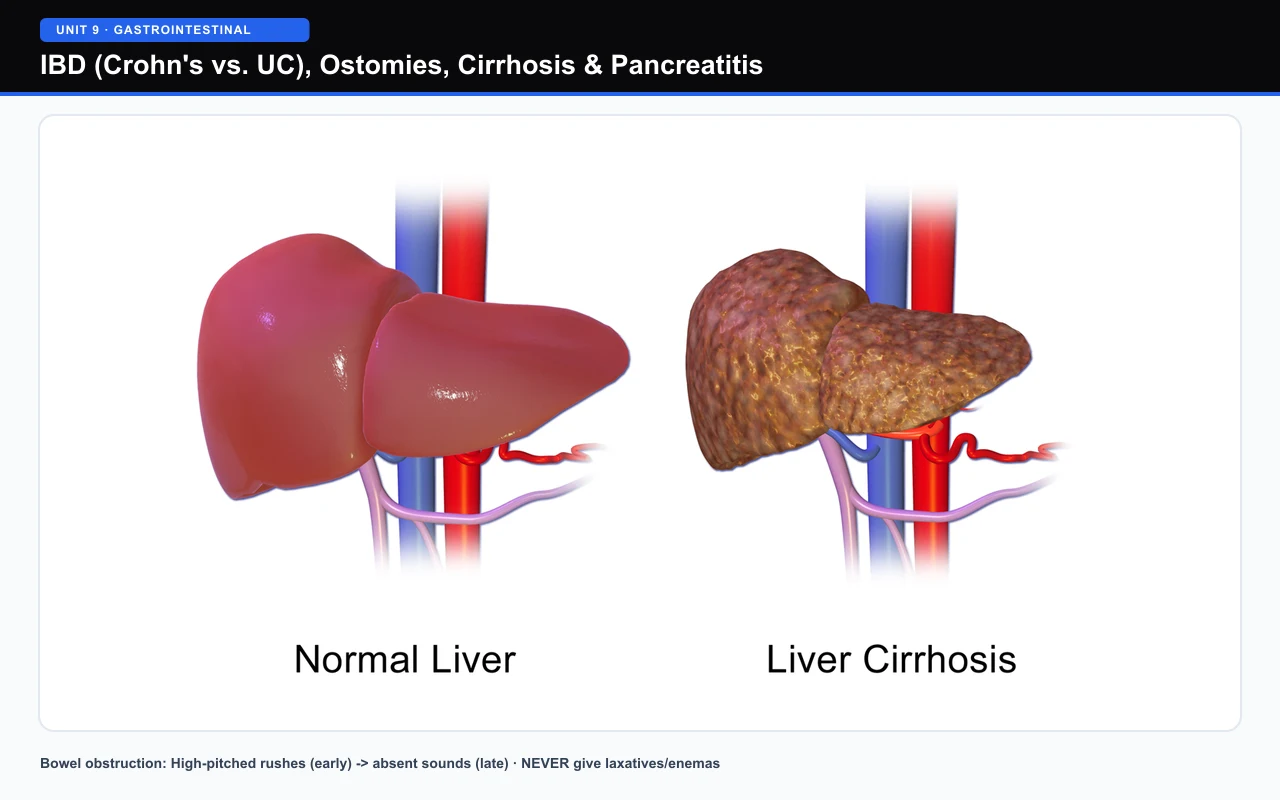 UNIT 9 · GASTROINTESTINAL
IBD (Crohn's vs. UC), Ostomies, Cirrhosis & Pancreatitis
Normal Liver
Liver Cirrhosis
Bowel obstruction: High-pitched rushes (early) -> absent sounds (late) · NEVER give laxatives/enemas